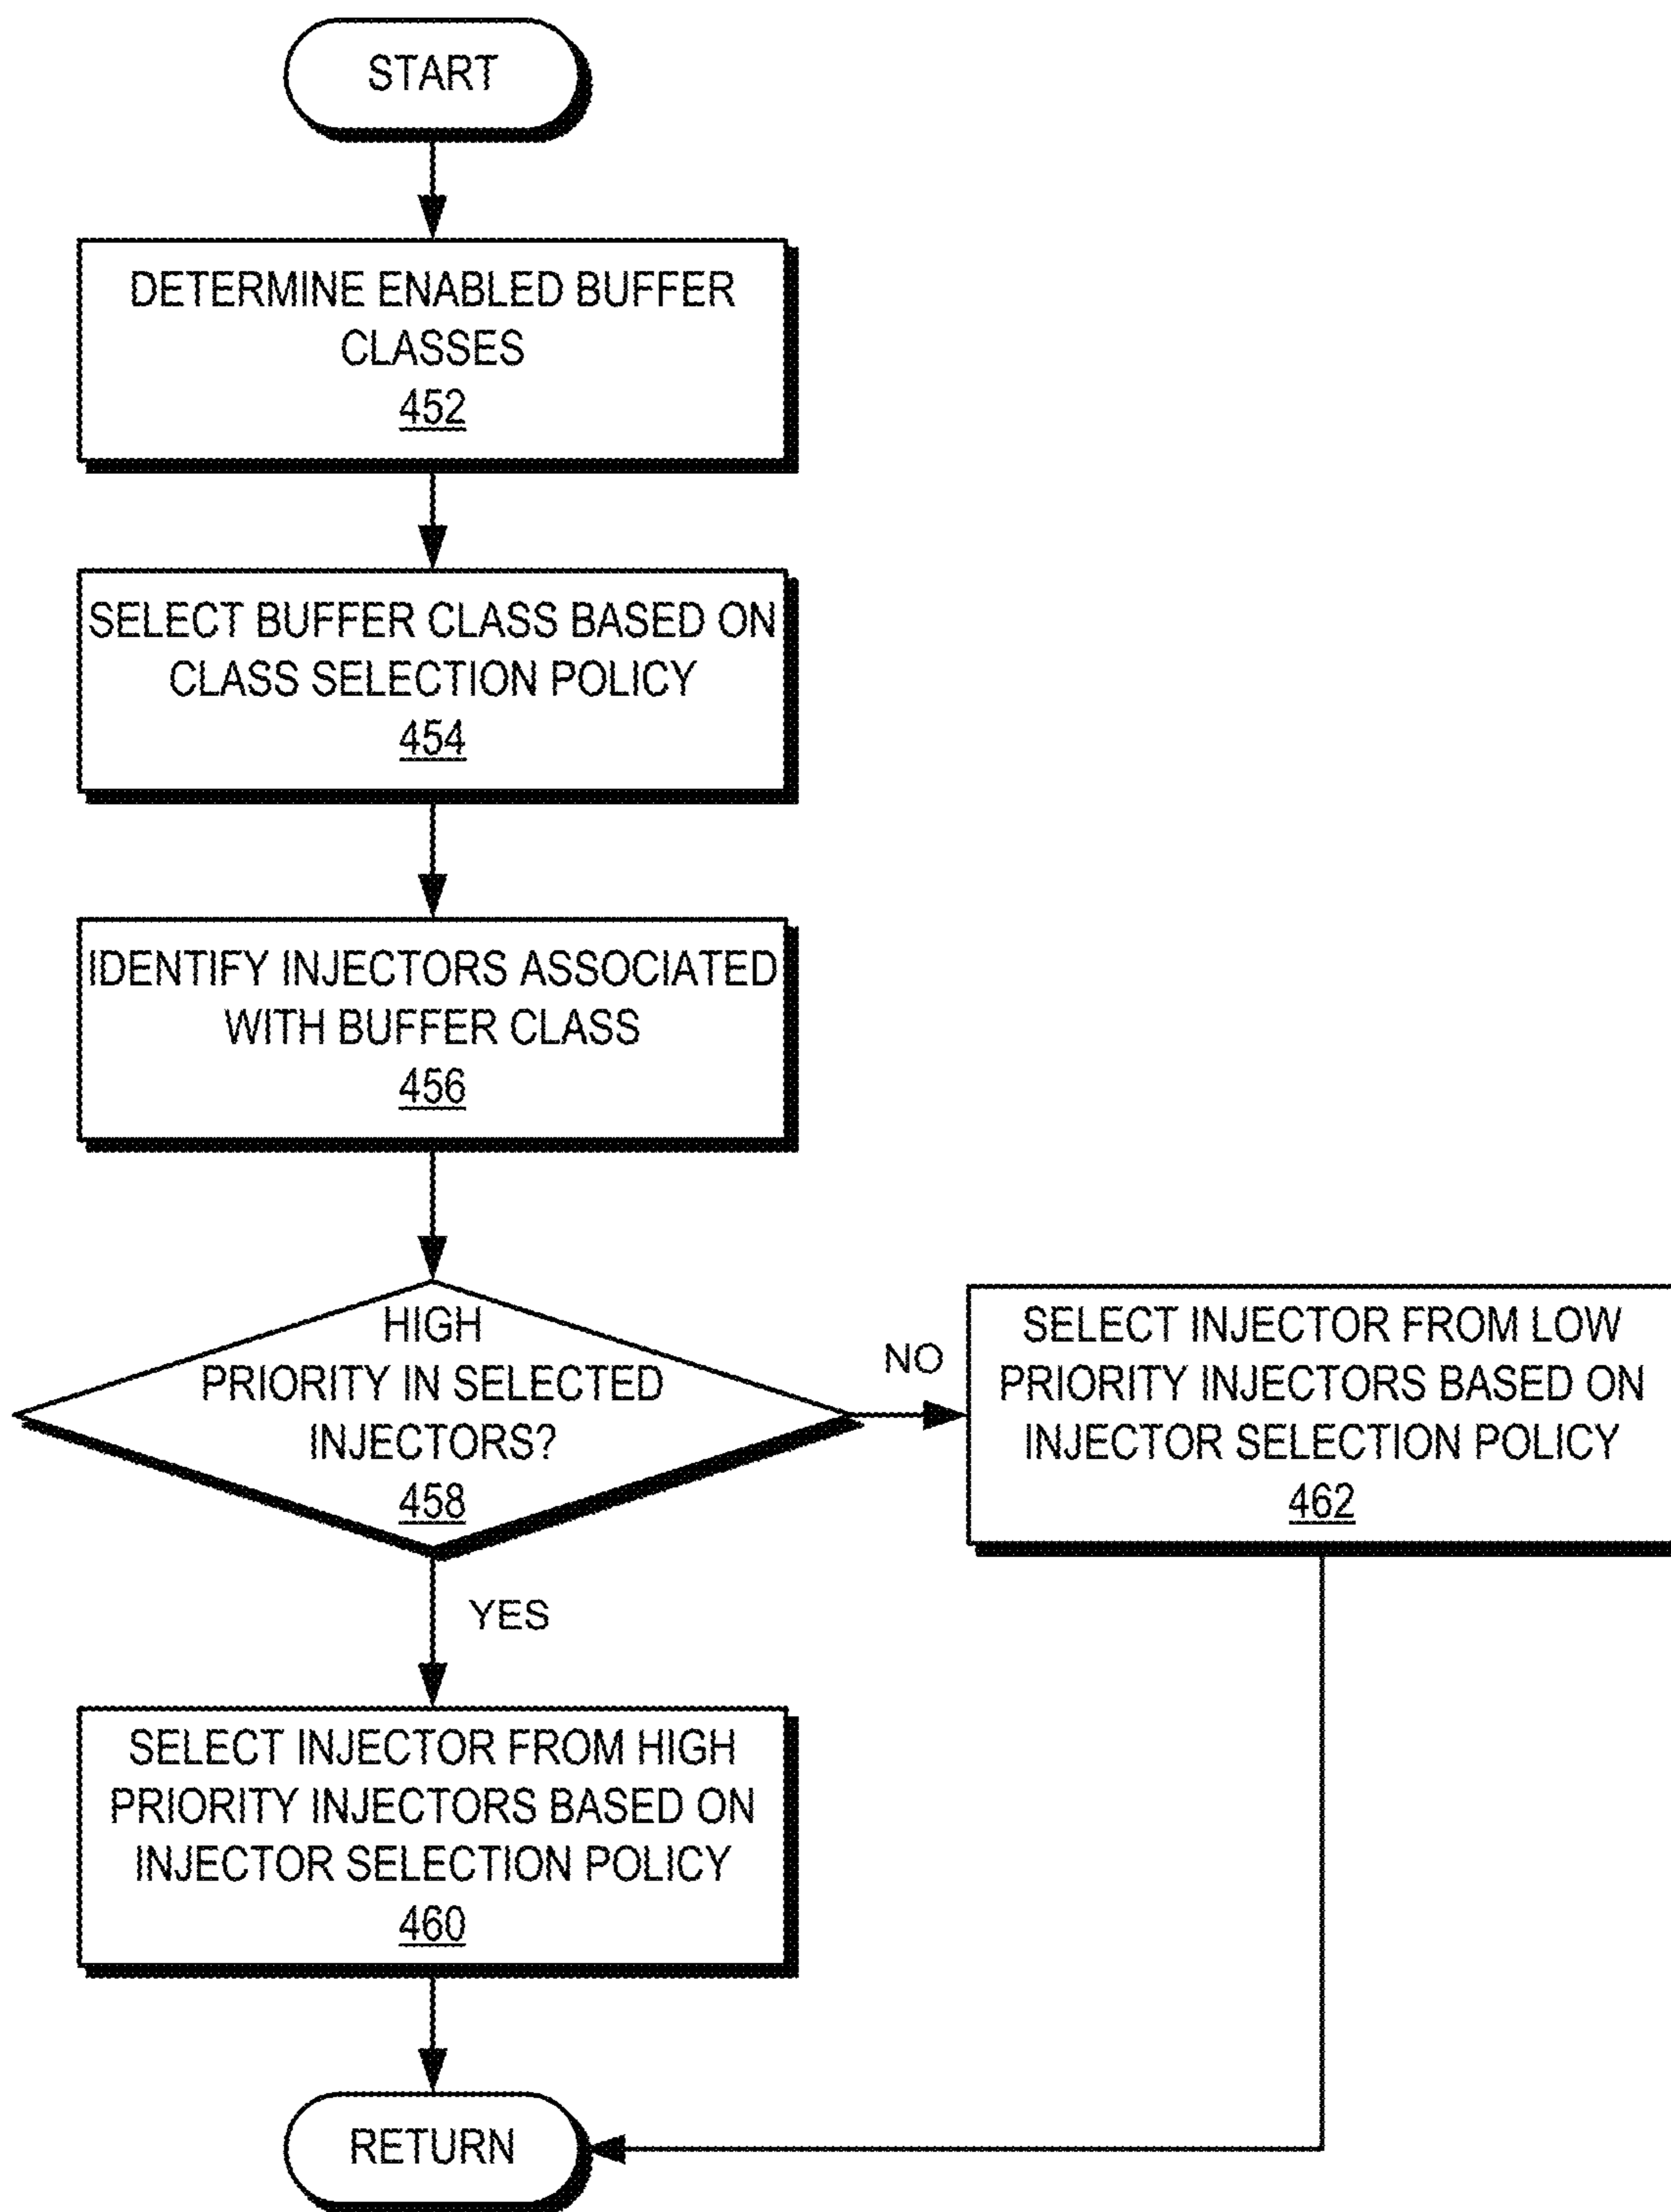 START
DETERMINE ENABLED BUFFER
CLASSES
452
SELECT BUFFER CLASS BASED ON
CLASS SELECTION POLICY
454
IDENTIFY INJECTORS ASSOCIATED
WITH BUFFER CLASS
456
HIGH
PRIORITY IN SELECTED
INJECTORS?
458
NO
SELECT INJECTOR FROM LOW
PRIORITY INJECTORS BASED ON
INJECTOR SELECTION POLICY
462
YES
SELECT INJECTOR FROM HIGH
PRIORITY INJECTORS BASED ON
INJECTOR SELECTION POLICY
460
RETURN